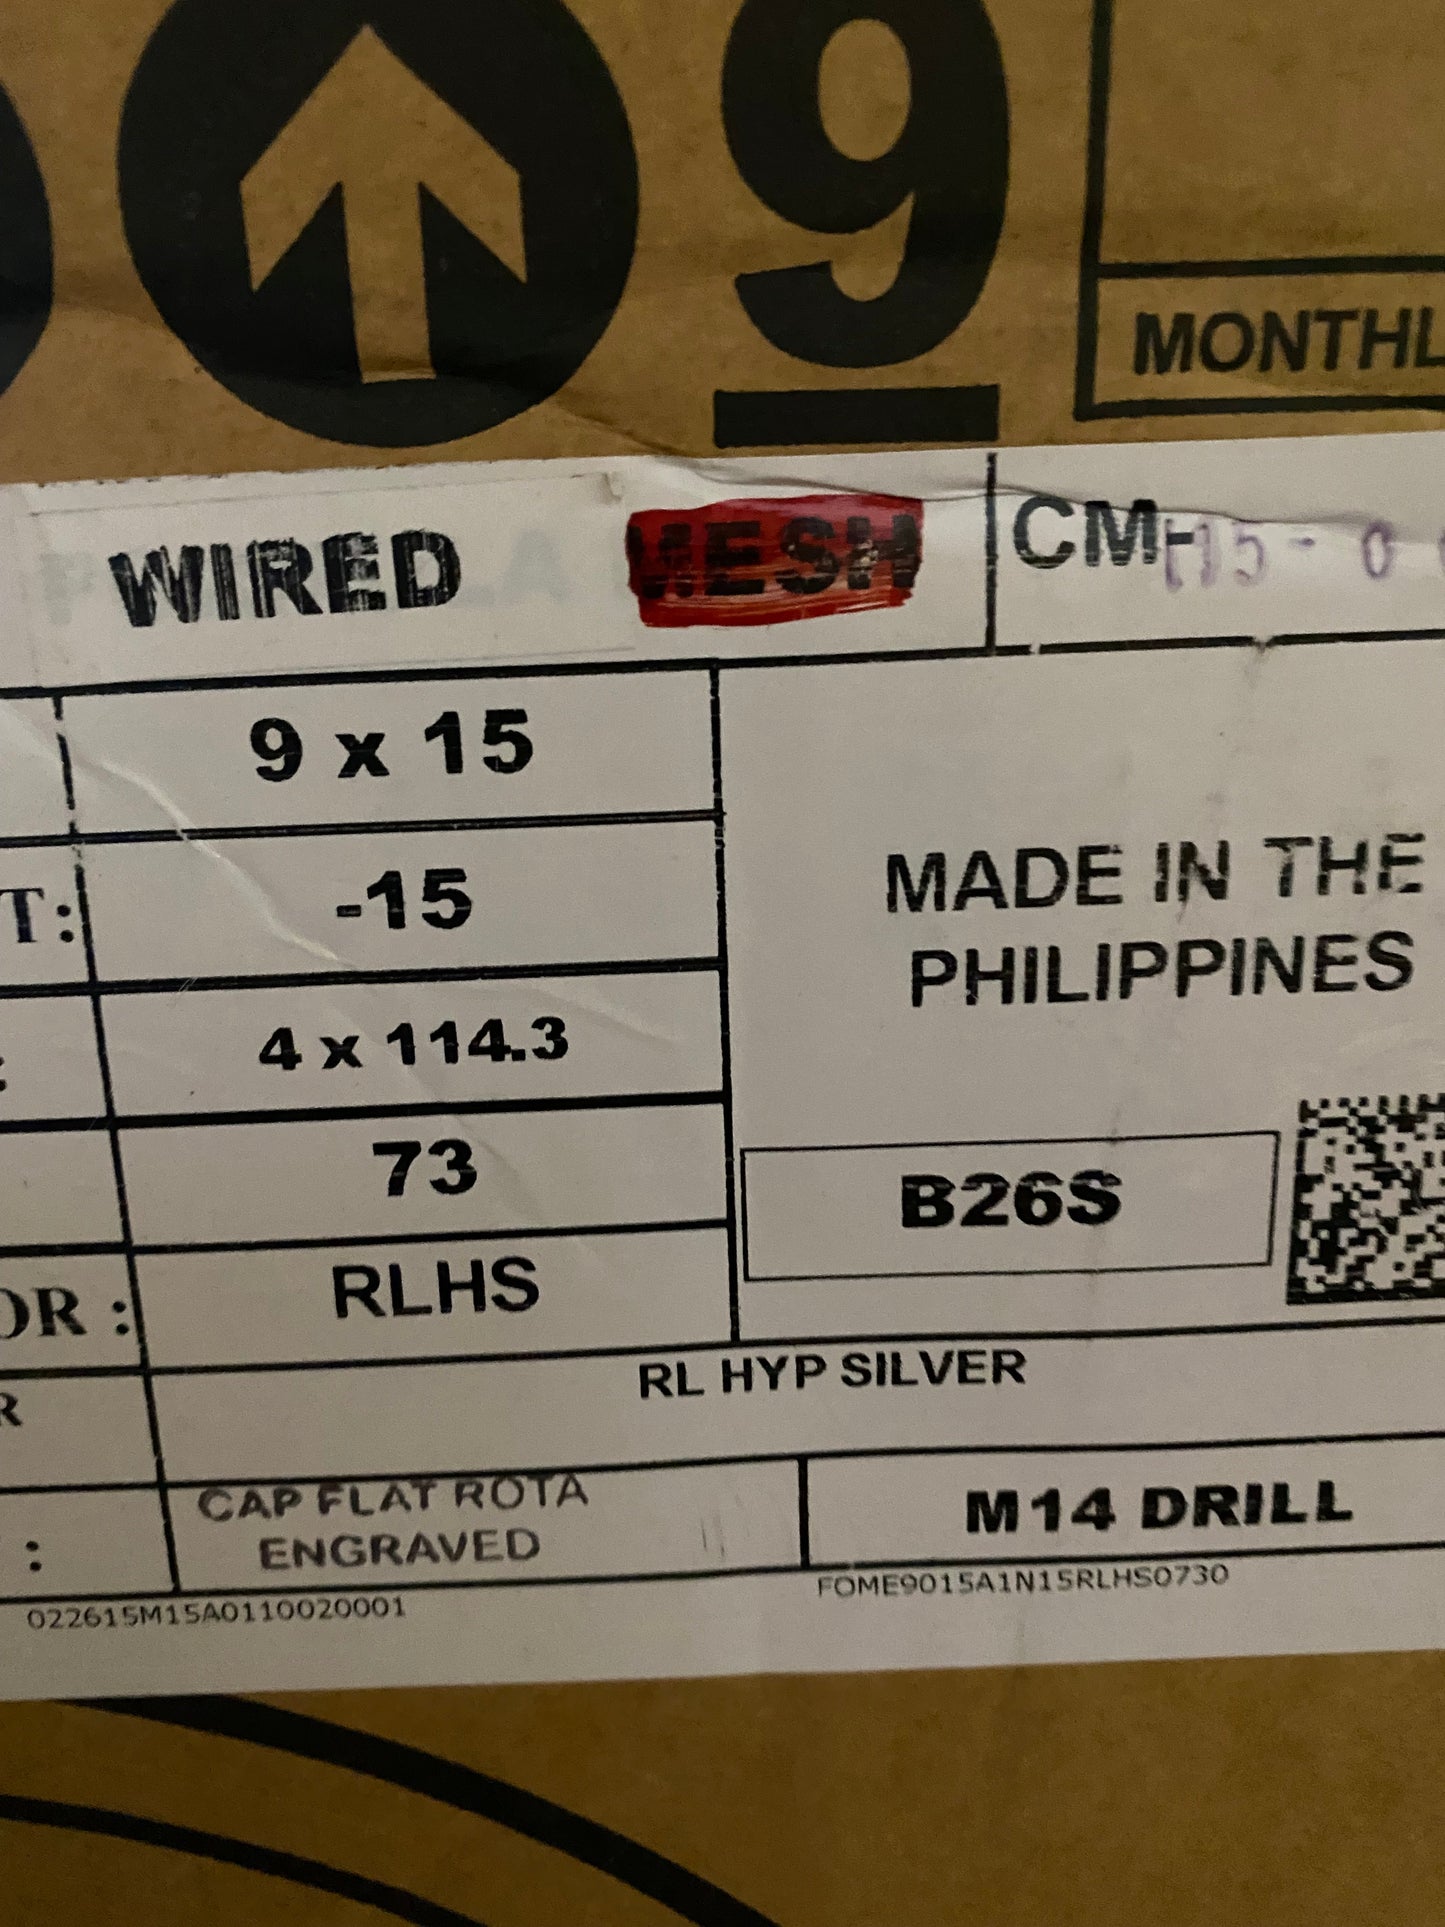 9
MONTHL
WIRED MESH CM-
9 x 15
T: -15
MADE IN THE
PHILIPPINES
: 4 x 114.3
73
B26S
OR : RLHS
R RL HYP SILVER
: CAP FLAT ROTA
ENGRAVED
M14 DRILL
022615M15A0110020001
FOME9015A1N15RLHS0730